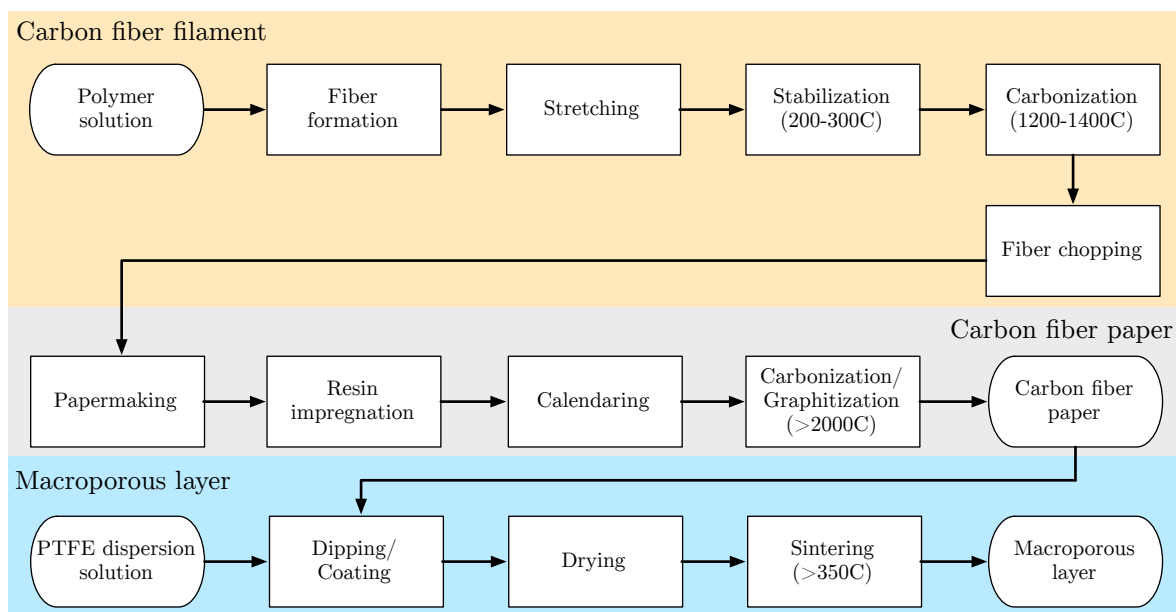 Carbon fiber filament
Polymer
solution
Fiber
formation
Stretching
Stabilization
(200-300C)
Carbonization
(1200-1400C)
Fiber chopping
Carbon fiber paper
Papermaking
Resin
impregnation
Calendaring
Carbonization/
Graphitization
(>2000C)
Carbon fiber
paper
Macroporous layer
PTFE dispersion
solution
Dipping/
Coating
Drying
Sintering
(>350C)
Macroporous
layer